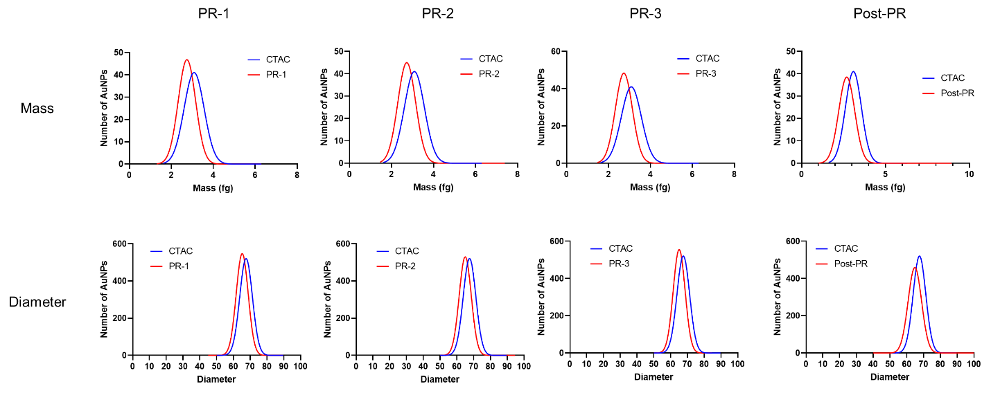 PR-1
PR-2
PR-3
Post-PR
Mass
Number of AuNPs
50
40
30
20
10
0
0 2 4 6 8
Mass (fg)
CTAC
PR-1
Number of AuNPs
50
40
30
20
10
0
0 2 4 6 8
Mass (fg)
CTAC
PR-2
Number of AuNPs
60
40
20
0
0 2 4 6 8
Mass (fg)
CTAC
PR-3
Number of AuNPs
50
40
30
20
10
0
0 5 10
Mass (fg)
CTAC
Post-PR
Diameter
Number of AuNPs
600
400
200
0
0 10 20 30 40 50 60 70 80 90 100
Diameter
CTAC
PR-1
Number of AuNPs
600
400
200
0
0 10 20 30 40 50 60 70 80 90 100
Diameter
CTAC
PR-2
Number of AuNPs
600
400
200
0
0 10 20 30 40 50 60 70 80 90 100
Diameter
CTAC
PR-3
Number of AuNPs
600
400
200
0
0 10 20 30 40 50 60 70 80 90 100
Diameter
CTAC
Post-PR